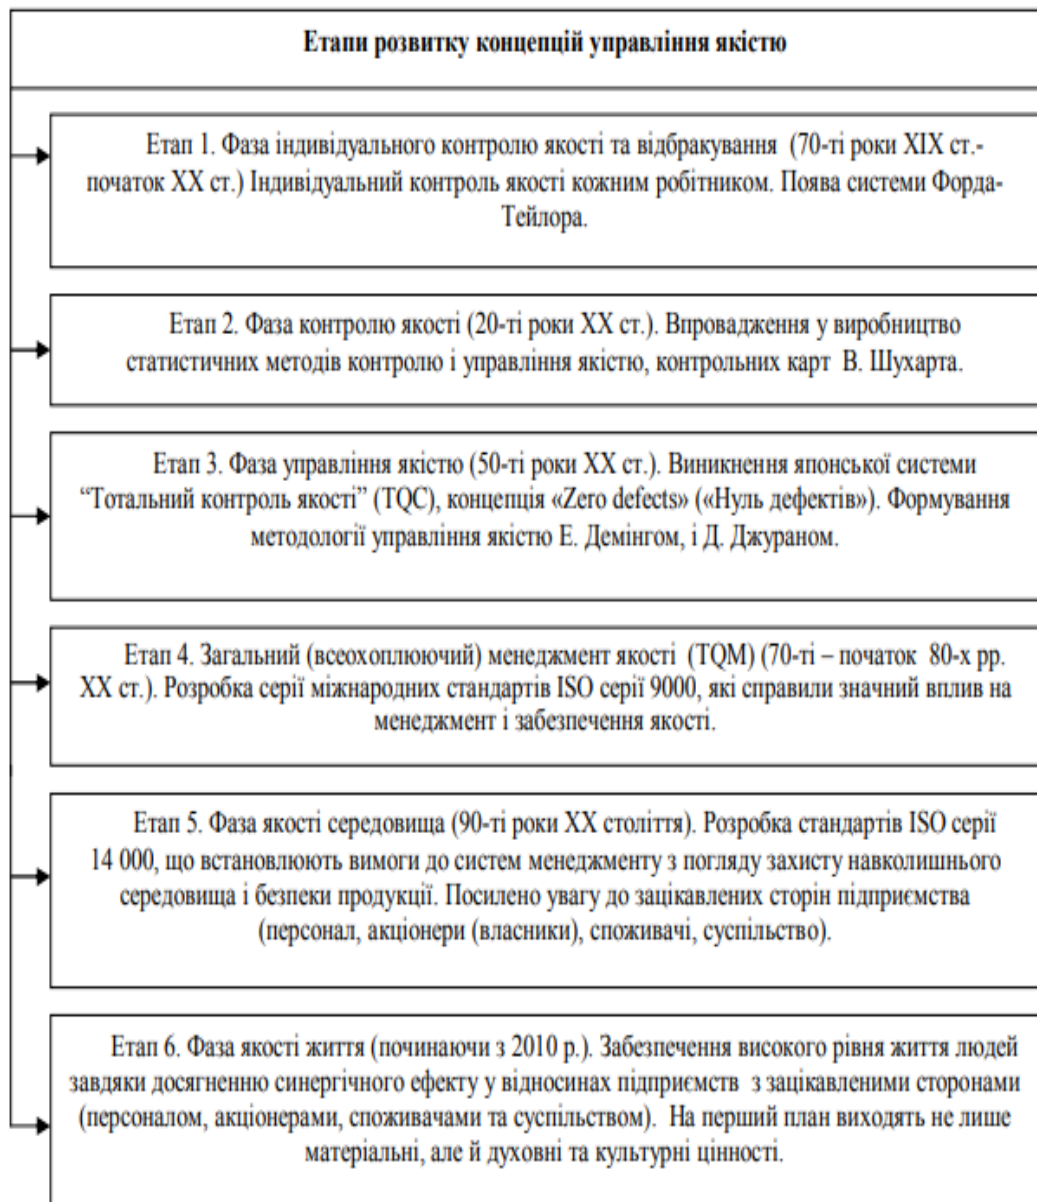 Етапи розвитку концепцій управління якістю
Етап 1. Фаза індивідуального контролю якості та відбракування (70-ті роки XIX ст.-
початок XX ст.) Індивідуальний контроль якості кожним робітником. Поява системи Форда-
Тейлора.
Етап 2. Фаза контролю якості (20-ті роки XX ст.). Впровадження у виробництво
статистичних методів контролю і управління якістю, контрольних карт В. Шухарта.
Етап 3. Фаза управління якістю (50-ті роки XX ст.). Виникнення японської системи
“Тотальний контроль якості” (TQC), концепція «Zero defects» («Нуль дефектів»). Формування
методології управління якістю Е. Демінгом, і Д. Джураном.
Етап 4. Загальний (всеохоплюючий) менеджмент якості (TQM) (70-ті – початок 80-х рр.
XX ст.). Розробка серії міжнародних стандартів ISO серії 9000, які справили значний вплив на
менеджмент і забезпечення якості.
Етап 5. Фаза якості середовища (90-ті роки XX століття). Розробка стандартів ISO серії
14 000, що встановлюють вимоги до систем менеджменту з погляду захисту навколишнього
середовища і безпеки продукції. Посилено увагу до зацікавлених сторін підприємства
(персонал, акціонери (власники), споживачі, суспільство).
Етап 6. Фаза якості життя (починаючи з 2010 р.). Забезпечення високого рівня життя людей
завдяки досягненню синергічного ефекту у відносинах підприємств з зацікавленими сторонами
(персоналом, акціонерами, споживачами та суспільством). На перший план виходять не лише
матеріальні, але й духовні та культурні цінності.